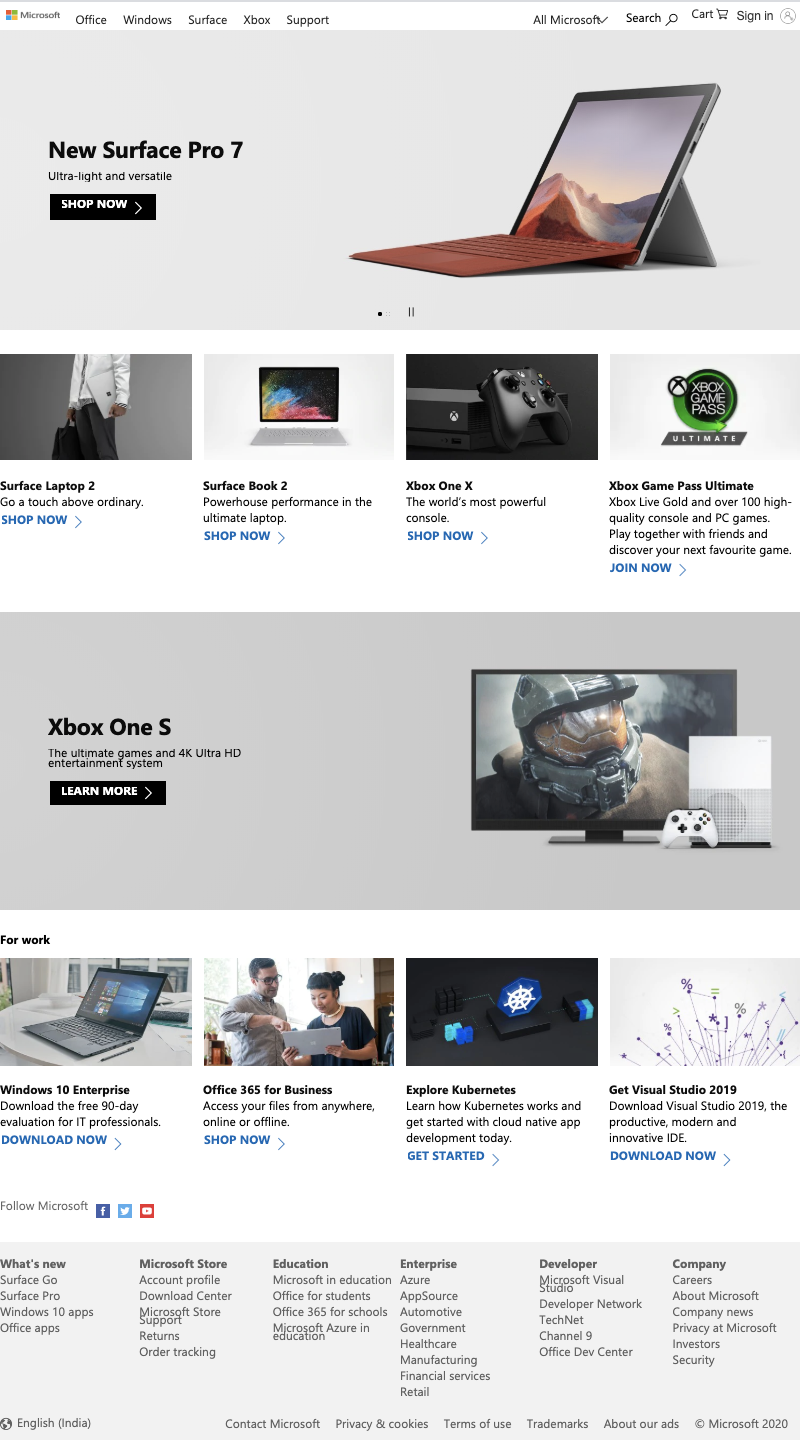 Microsoft Office Windows Surface Xbox Support All Microsoft Search Cart Sign in
New Surface Pro 7
Ultra-light and versatile
SHOP NOW
XBOX
GAME
PASS
ULTIMATE
Surface Laptop 2
Go a touch above ordinary.
SHOP NOW
Surface Book 2
Powerhouse performance in the
ultimate laptop.
SHOP NOW
Xbox One X
The world's most powerful
console.
SHOP NOW
Xbox Game Pass Ultimate
Xbox Live Gold and over 100 high-
quality console and PC games.
Play together with friends and
discover your next favourite game.
JOIN NOW
Xbox One S
The ultimate games and 4K Ultra HD
entertainment system
LEARN MORE
For work
Windows 10 Enterprise
Download the free 90-day
evaluation for IT professionals.
DOWNLOAD NOW
Office 365 for Business
Access your files from anywhere,
online or offline.
SHOP NOW
Explore Kubernetes
Learn how Kubernetes works and
get started with cloud native app
development today.
GET STARTED
Get Visual Studio 2019
Download Visual Studio 2019, the
productive, modern and
innovative IDE.
DOWNLOAD NOW
Follow Microsoft
What's new
Surface Go
Surface Pro
Windows 10 apps
Office apps
Microsoft Store
Account profile
Download Center
Microsoft Store
Support
Returns
Order tracking
Education
Microsoft in education
Office for students
Office 365 for schools
Microsoft Azure in
education
Enterprise
Azure
AppSource
Automotive
Government
Healthcare
Manufacturing
Financial services
Retail
Developer
Microsoft Visual
Studio
Developer Network
TechNet
Channel 9
Office Dev Center
Company
Careers
About Microsoft
Company news
Privacy at Microsoft
Investors
Security
English (India) Contact Microsoft Privacy & cookies Terms of use Trademarks About our ads © Microsoft 2020